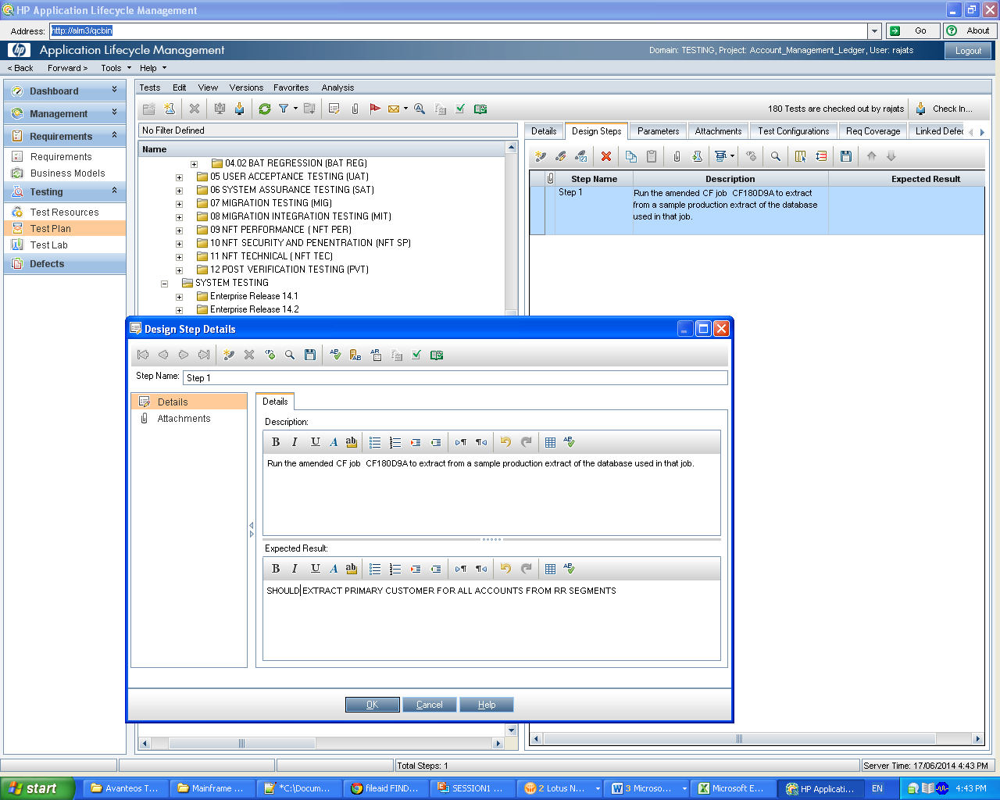 HP Application Lifecycle Management
Address: http://alm3/qcbin Go About
hp Application Lifecycle Management Domain: TESTING, Project: Account_Management_Ledger, User: rajats Logout
< Back Forward > Tools Help
Dashboard
Management
Requirements
Requirements
Business Models
Testing
Test Resources
Test Plan
Test Lab
Defects
Tests Edit View Versions Favorites Analysis
180 Tests are checked out by rajats Check In...
No Filter Defined
Name
04.02 BAT REGRESSION (BAT REG)
05 USER ACCEPTANCE TESTING (UAT)
06 SYSTEM ASSURANCE TESTING (SAT)
07 MIGRATION TESTING (MIG)
08 MIGRATION INTEGRATION TESTING (MIT)
09 NFT PERFORMANCE ( NFT PER)
10 NFT SECURITY AND PENENTRATION (NFT SP)
11 NFT TECHNICAL ( NFT TEC)
12 POST VERIFICATION TESTING (PVT)
SYSTEM TESTING
Enterprise Release 14.1
Enterprise Release 14.2
Details Design Steps Parameters Attachments Test Configurations Req Coverage Linked Defec
Step Name Description Expected Result
Step 1 Run the amended CF job CF180D9A to extract
from a sample production extract of the database
used in that job.
Design Step Details
Step Name: Step 1
Details
Attachments
Details
Description:
B I U A ab
Run the amended CF job CF180D9A to extract from a sample production extract of the database used in that job.
Expected Result:
B I U A ab
SHOULD EXTRACT PRIMARY CUSTOMER FOR ALL ACCOUNTS FROM RR SEGMENTS
OK Cancel Help
Total Steps: 1 Server Time: 17/06/2014 4:43 PM
start Avanteos T... Mainframe *C:\Docum... fileaid FIND... SESSION1 ... 2 Lotus N... 3 Microso... Microsoft E... HP Applicati... EN 4:43 PM